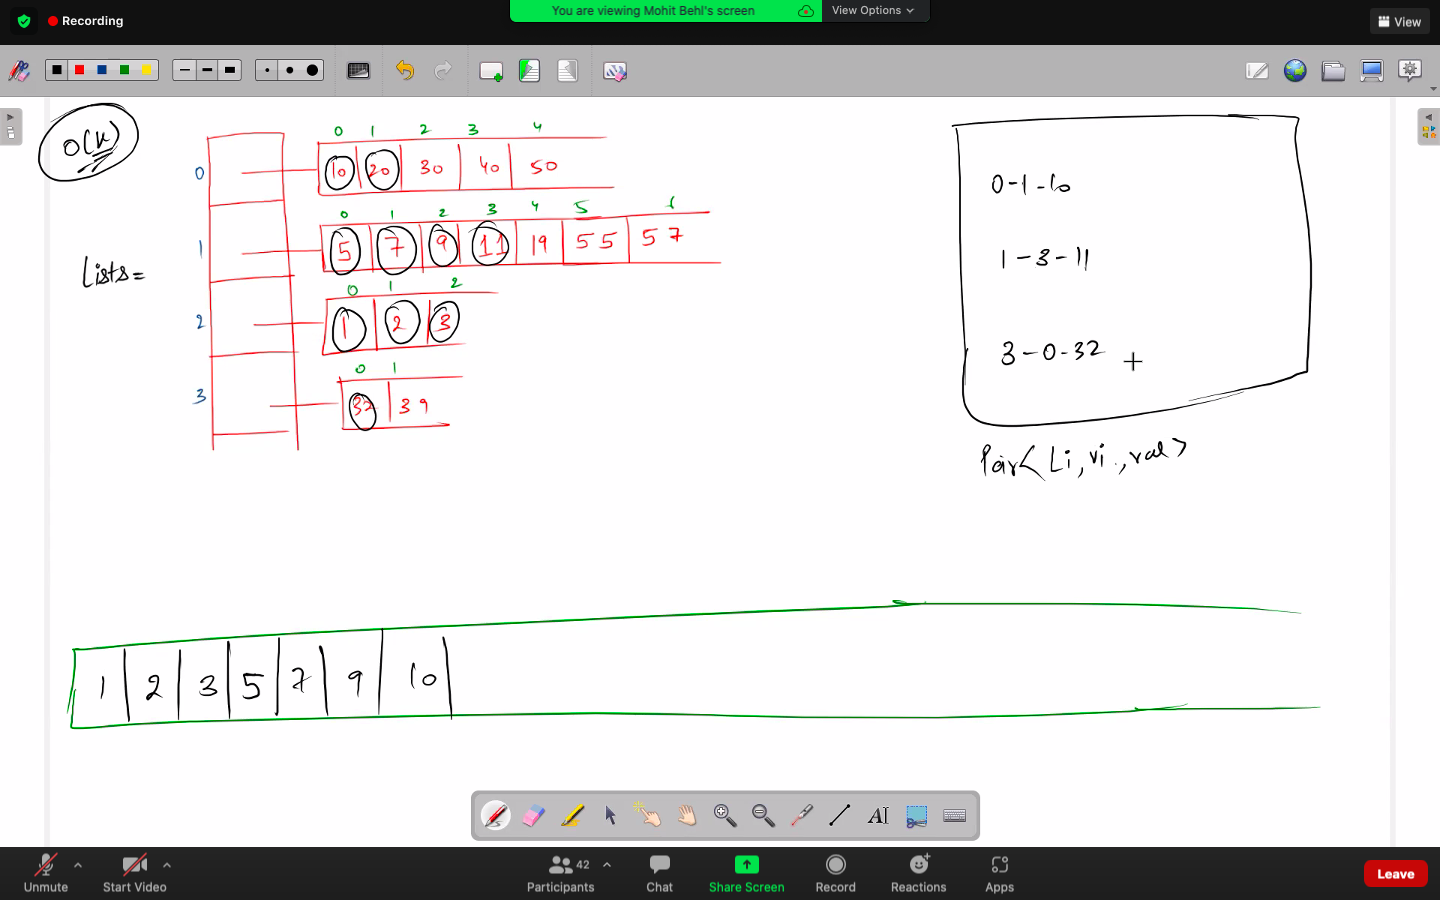 Recording
You are viewing Mohit Behl's screen
View Options
View
O(K)
0 1 2 3 4
0
10 20 30 40 50
0 1 2 3 4 5 6
1
5 7 9 11 19 55 57
Lists=
0 1 2
2
1 2 3
0 1
3
32 39
0-1-10
1-3-11
3-0-32
Pair< Li, vi, val>
1 2 3 5 7 9 10
AI
Unmute
Start Video
42
Participants
Chat
Share Screen
Record
Reactions
Apps
Leave